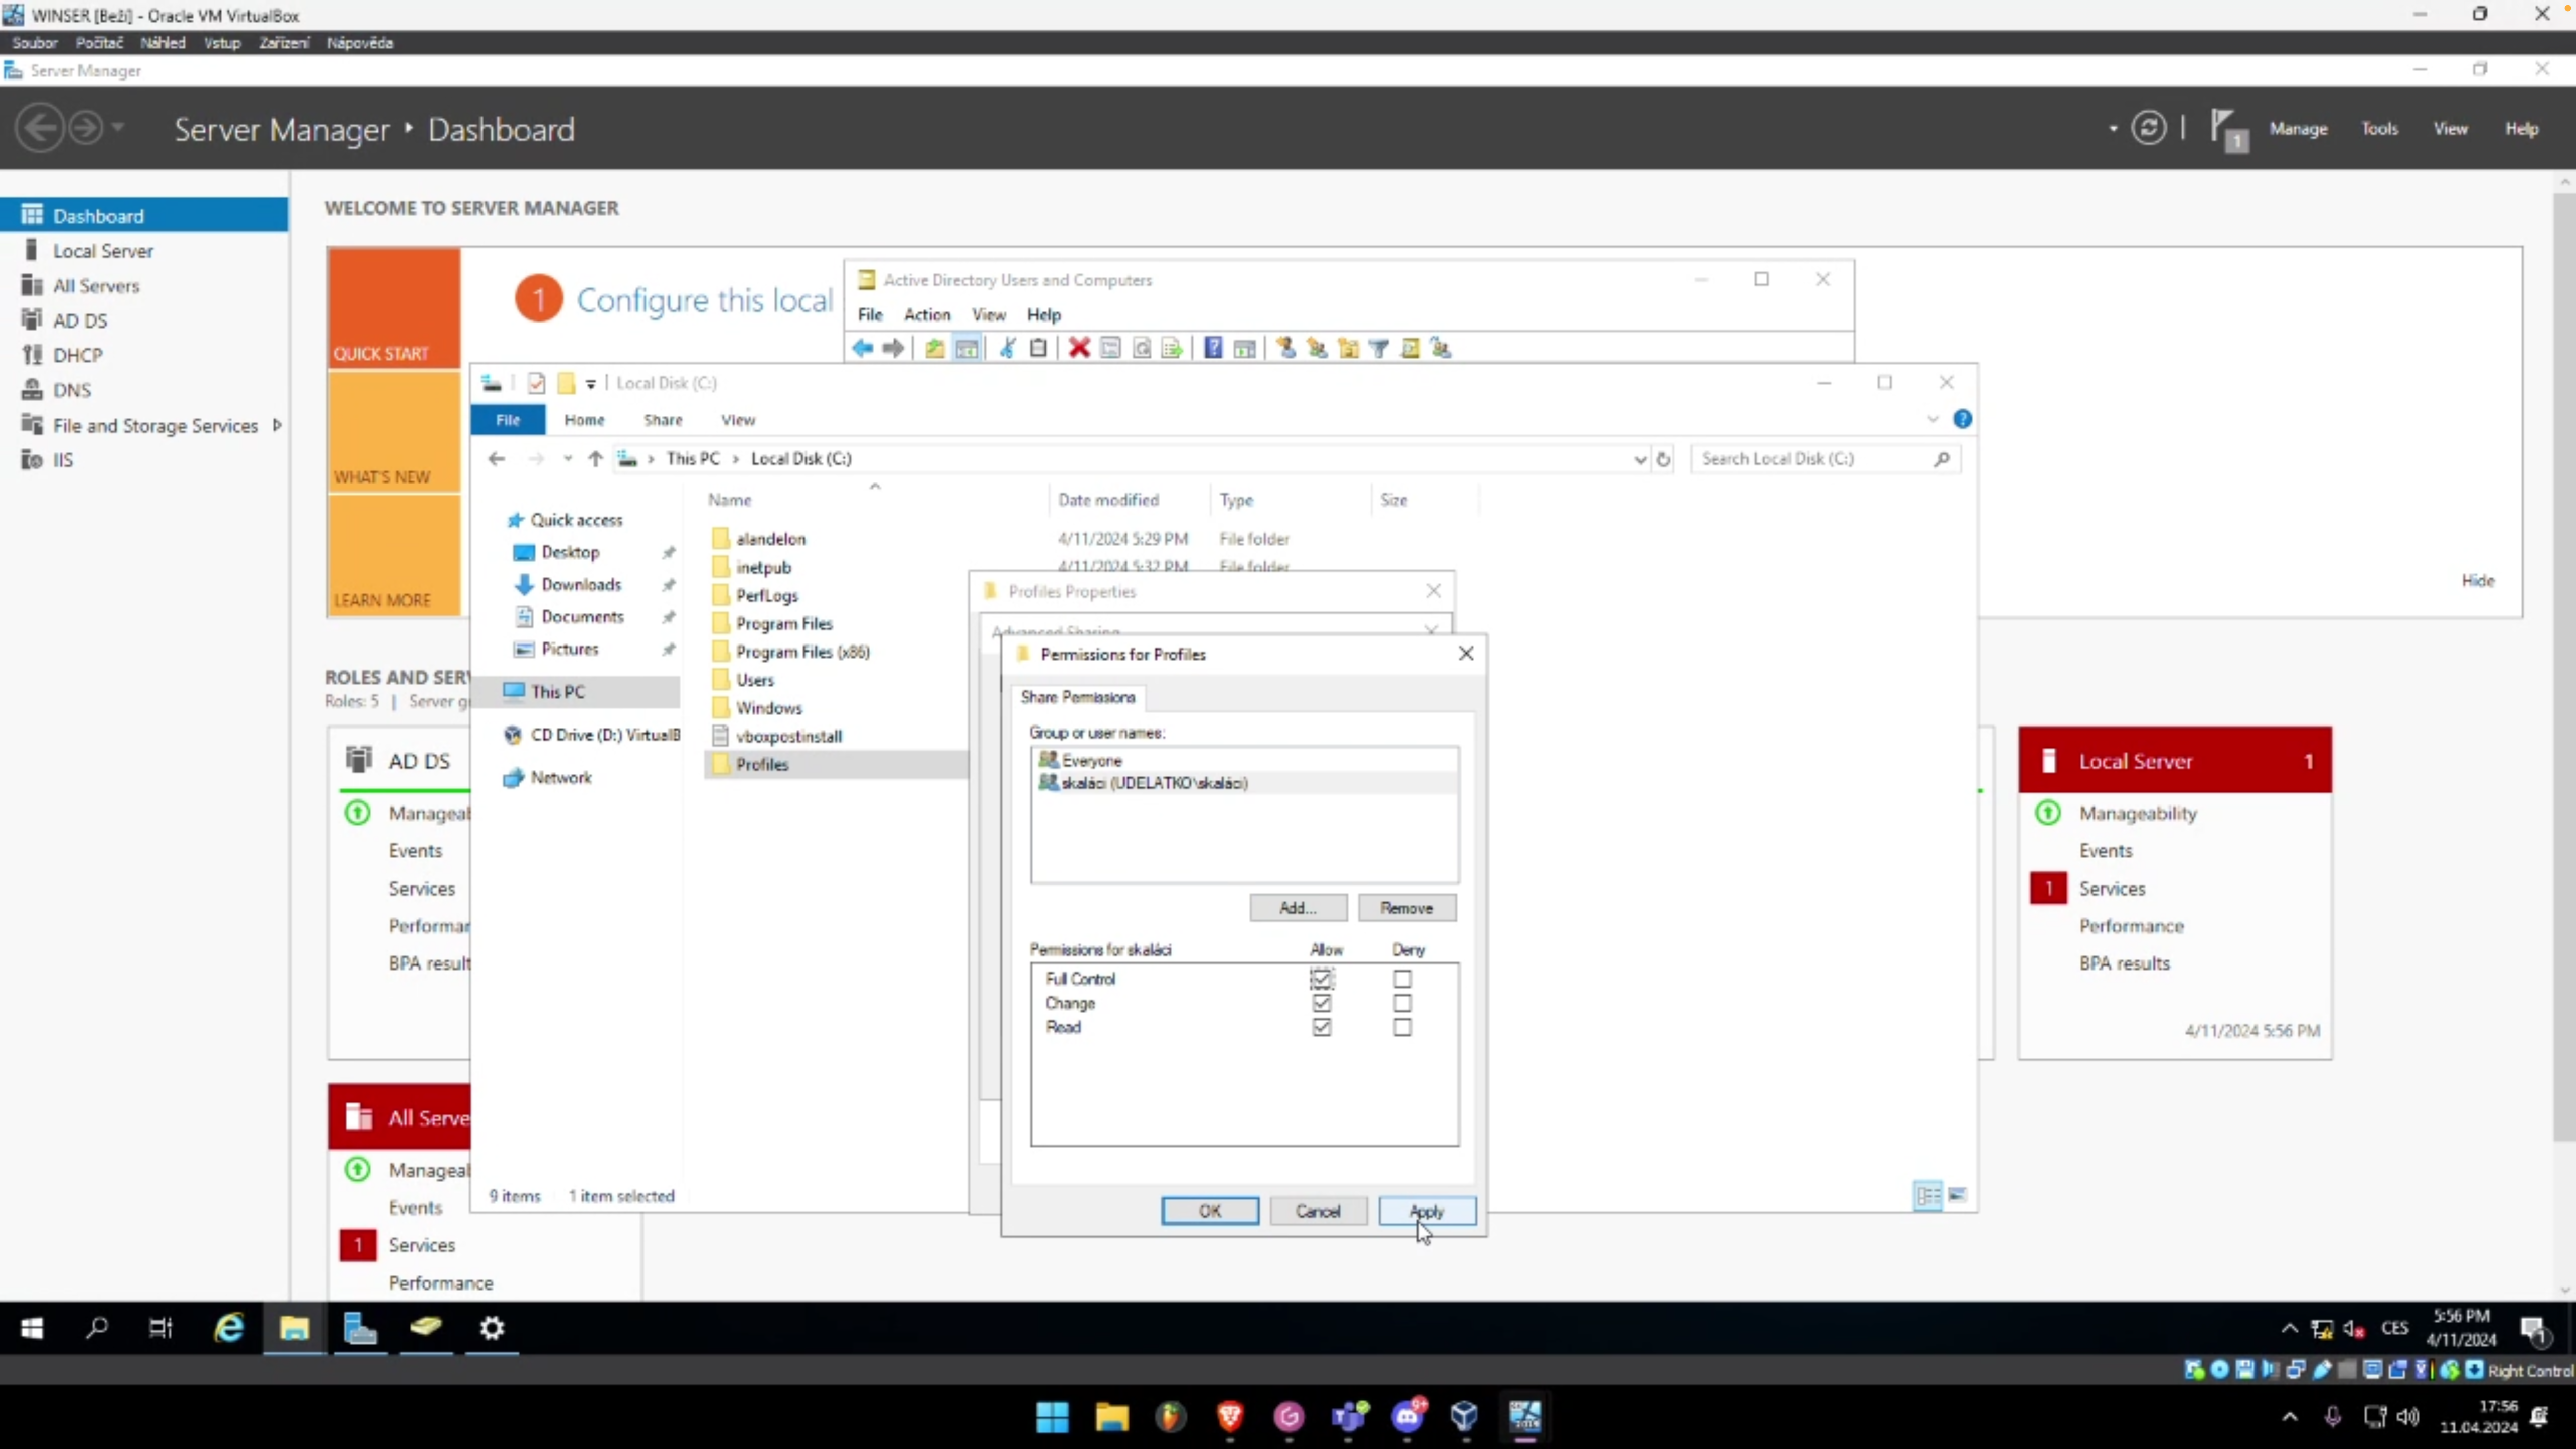 WINSER [Beží] - Oracle VM VirtualBox
Soubor Počítač Náhled Vstup Zařízení Nápověda
Server Manager
Server Manager • Dashboard
1
Manage Tools View Help
Dashboard
Local Server
All Servers
AD DS
DHCP
DNS
File and Storage Services
IIS
WELCOME TO SERVER MANAGER
QUICK START
WHAT'S NEW
LEARN MORE
1 Configure this local
Hide
Active Directory Users and Computers
File Action View Help
Local Disk (C:)
File Home Share View
This PC > Local Disk (C:)
Search Local Disk (C:)
Quick access
Desktop
Downloads
Documents
Pictures
This PC
CD Drive (D:) VirtualB
Network
Name Date modified Type Size
alandelon 4/11/2024 5:29 PM File folder
inetpub 4/11/2024 5:32 PM File folder
PerfLogs
Program Files
Program Files (x86)
Users
Windows
vboxpostinstall
Profiles
9 items 1 item selected
Profiles Properties
Advanced Sharing
Permissions for Profiles
Share Permissions
Group or user names:
Everyone
skaláci (UDELATKO\skaláci)
Add... Remove
Permissions for skaláci Allow Deny
Full Control
Change
Read
OK Cancel Apply
ROLES AND SERV
Roles: 5 | Server g
AD DS
Manageab
Events
Services
Performar
BPA result
Local Server 1
Manageability
Events
1 Services
Performance
BPA results
4/11/2024 5:56 PM
All Serve
Manageab
Events
1 Services
Performance
CES
5:56 PM
4/11/2024
1
Right Control
9+
17:56
11.04.2024